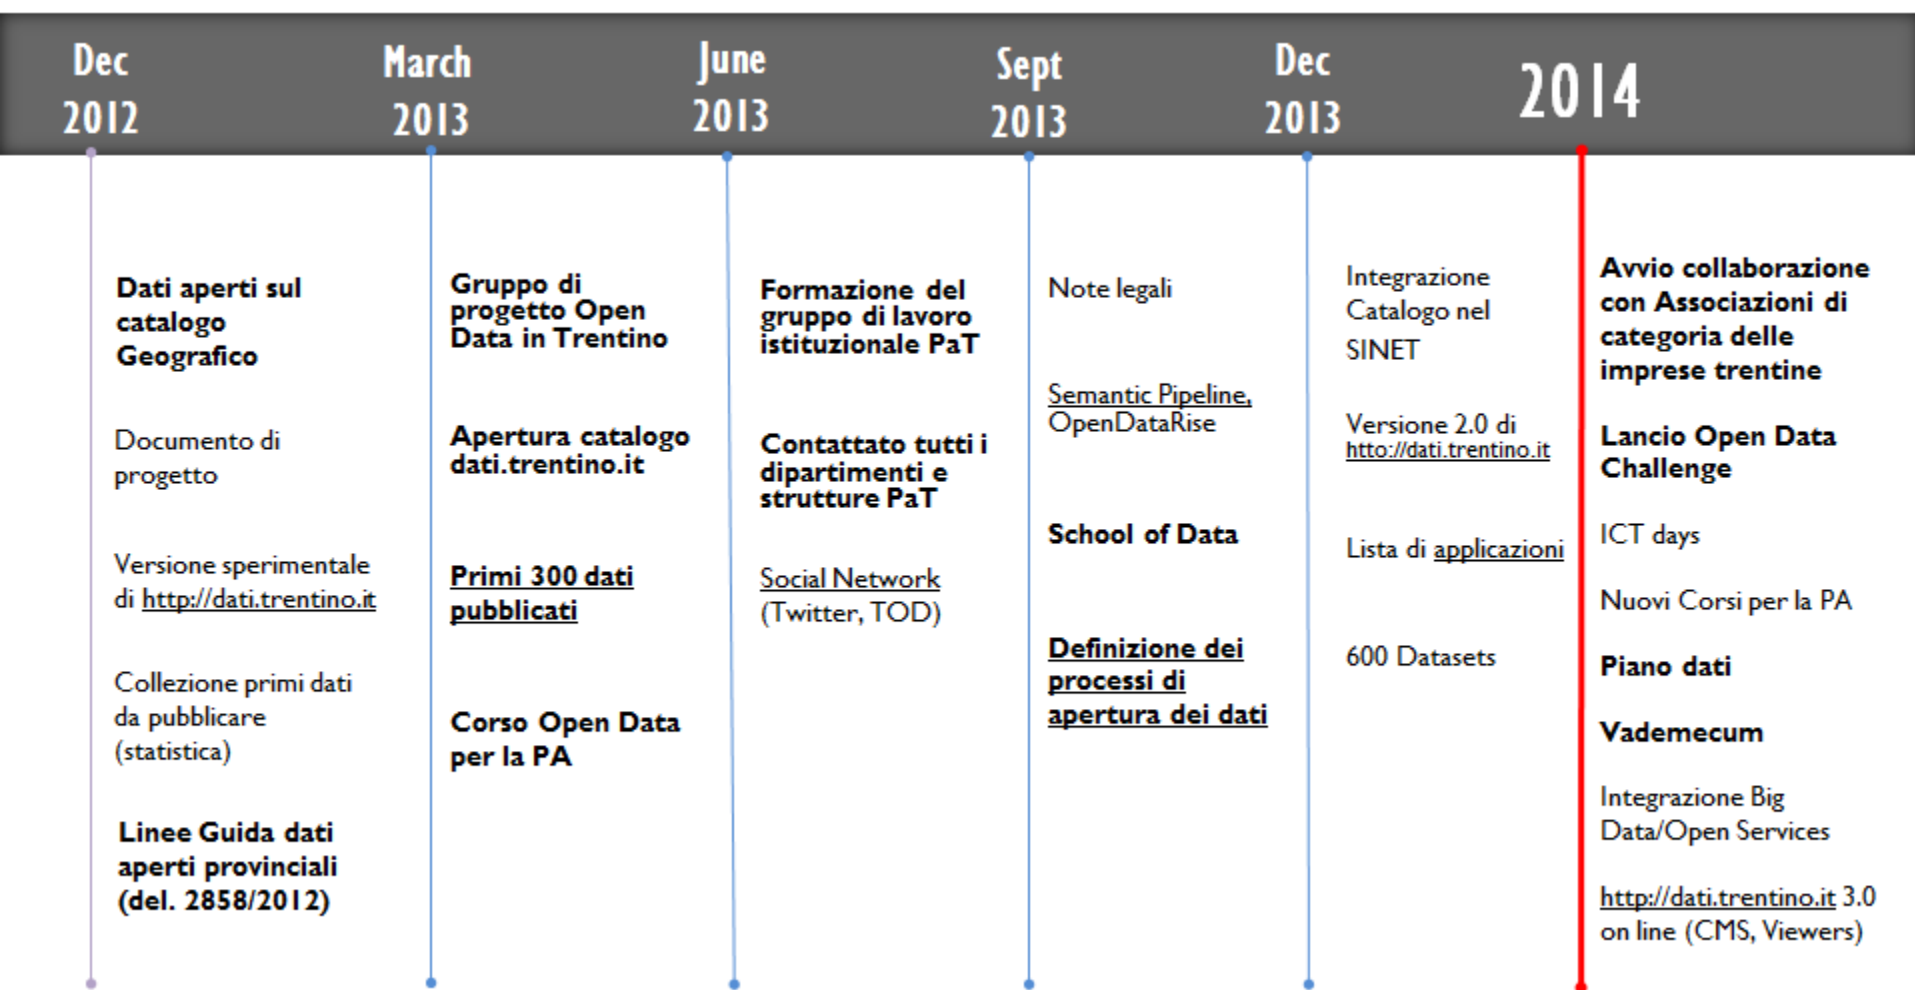 Dec
2012
March
2013
June
2013
Sept
2013
Dec
2013
2014
Dati aperti sul
catalogo
Geografico
Documento di
progetto
Versione sperimentale
di http://dati.trentino.it
Collezione primi dati
da pubblicare
(statistica)
Linee Guida dati
aperti provinciali
(del. 2858/2012)
Gruppo di
progetto Open
Data in Trentino
Apertura catalogo
dati.trentino.it
Primi 300 dati
pubblicati
Corso Open Data
per la PA
Formazione del
gruppo di lavoro
istituzionale PaT
Contattato tutti i
dipartimenti e
strutture PaT
Social Network
(Twitter, TOD)
Note legali
Semantic Pipeline,
OpenDataRise
School of Data
Definizione dei
processi di
apertura dei dati
Integrazione
Catalogo nel
SINET
Versione 2.0 di
htto://dati.trentino.it
Lista di applicazioni
600 Datasets
Avvio collaborazione
con Associazioni di
categoria delle
imprese trentine
Lancio Open Data
Challenge
ICT days
Nuovi Corsi per la PA
Piano dati
Vademecum
Integrazione Big
Data/Open Services
http://dati.trentino.it 3.0
on line (CMS, Viewers)